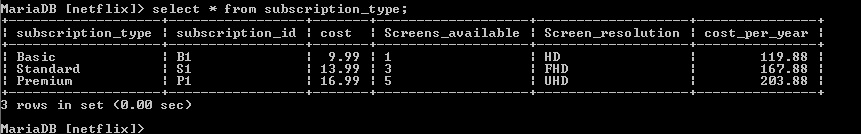 MariaDB [netflix]> select * from subscription_type;
+-------------------+-----------------+-------+-------------------+-------------------+---------------+
| subscription_type | subscription_id | cost | Screens_available | Screen_resolution | cost_per_year |
+-------------------+-----------------+-------+-------------------+-------------------+---------------+
| Basic | B1 | 9.99 | 1 | HD | 119.88 |
| Standard | S1 | 13.99 | 3 | FHD | 167.88 |
| Premium | P1 | 16.99 | 5 | UHD | 203.88 |
+-------------------+-----------------+-------+-------------------+-------------------+---------------+
3 rows in set (0.00 sec)
MariaDB [netflix]>